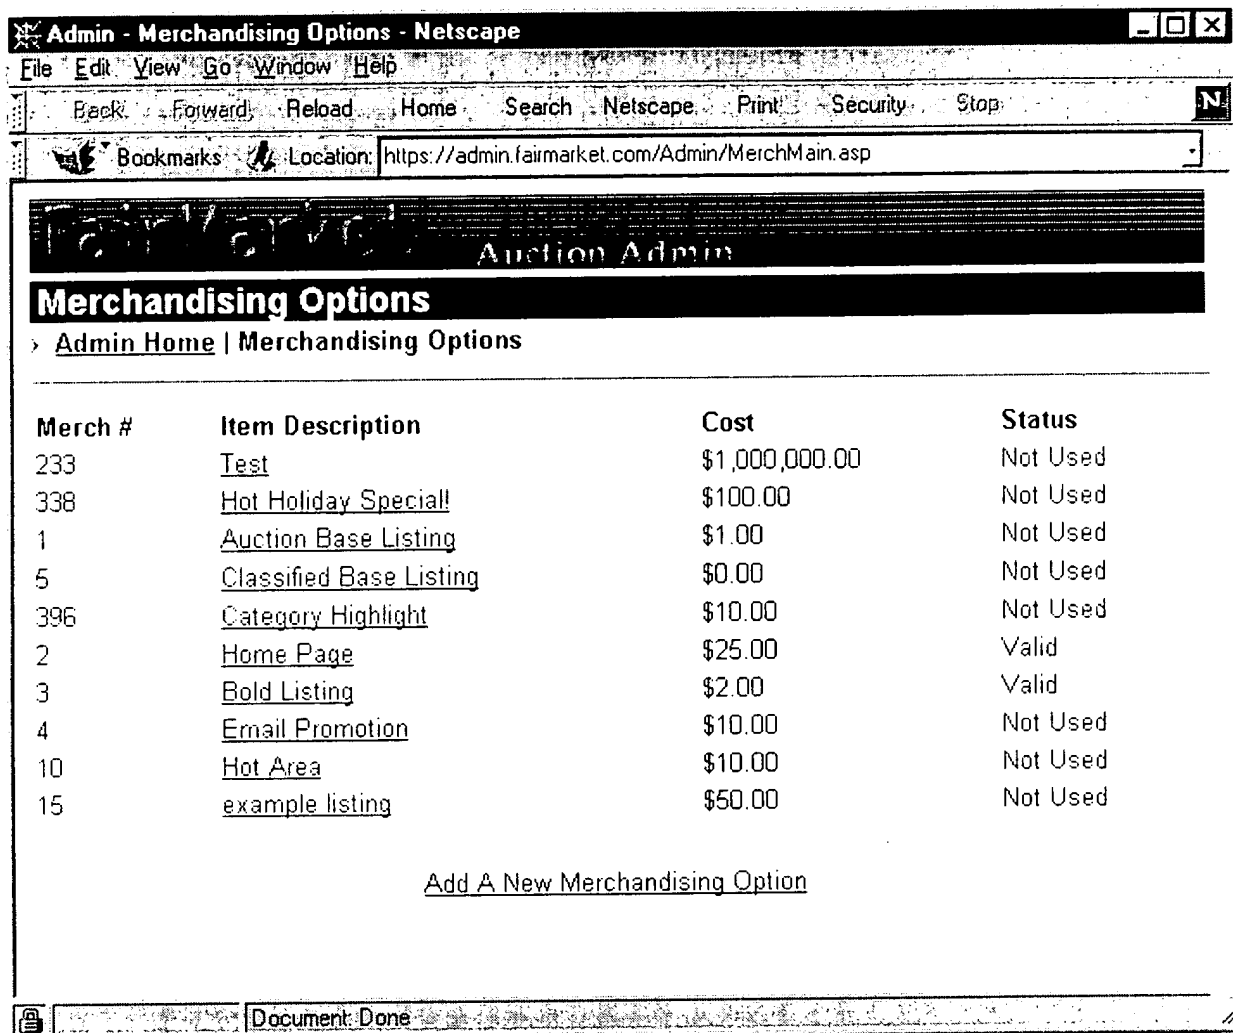 Admin - Merchandising Options - Netscape
File Edit View Go Window Help
Back Forward Reload Home Search Netscape Print Security Stop N
Bookmarks Location: https://admin.fairmarket.com/Admin/MerchMain.asp
FairMarket
Auction Admin
Merchandising Options
› Admin Home | Merchandising Options
Merch # Item Description Cost Status
233 Test $1,000,000.00 Not Used
338 Hot Holiday Special! $100.00 Not Used
1 Auction Base Listing $1.00 Not Used
5 Classified Base Listing $0.00 Not Used
396 Category Highlight $10.00 Not Used
2 Home Page $25.00 Valid
3 Bold Listing $2.00 Valid
4 Email Promotion $10.00 Not Used
10 Hot Area $10.00 Not Used
15 example listing $50.00 Not Used
Add A New Merchandising Option
Document: Done